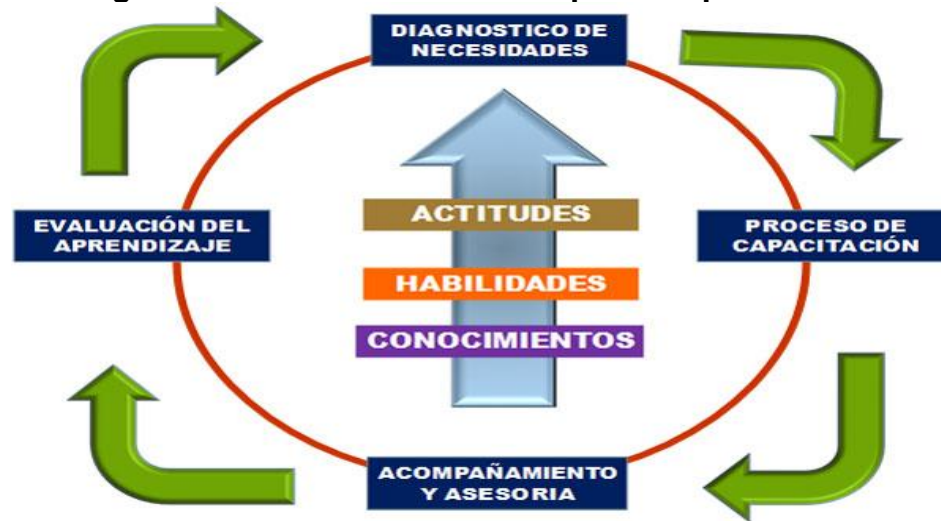 DIAGNOSTICO DE
NECESIDADES
ACTITUDES
EVALUACIÓN DEL
APRENDIZAJE
PROCESO DE
CAPACITACIÓN
HABILIDADES
CONOCIMIENTOS
ACOMPAÑAMIENTO
Y ASESORIA